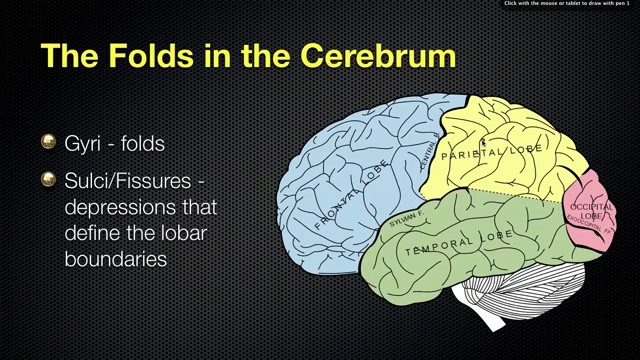 Click with the mouse or tablet to draw with pen 1
The Folds in the Cerebrum
Gyri - folds
Sulci/Fissures -
depressions that
define the lobar
boundaries
FRONTAL LOBE
CENTRAL
PARIETAL LOBE
SYLVIAN F.
TEMPORAL LOBE
OCCIPITAL
LOBE